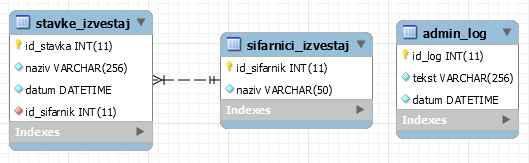 stavke_izvestaj
id_stavka INT(11)
naziv VARCHAR(256)
datum DATETIME
id_sifarnik INT(11)
Indexes
sifarnici_izvestaj
id_sifarnik INT(11)
naziv VARCHAR(50)
Indexes
admin_log
id_log INT(11)
tekst VARCHAR(256)
datum DATETIME
Indexes